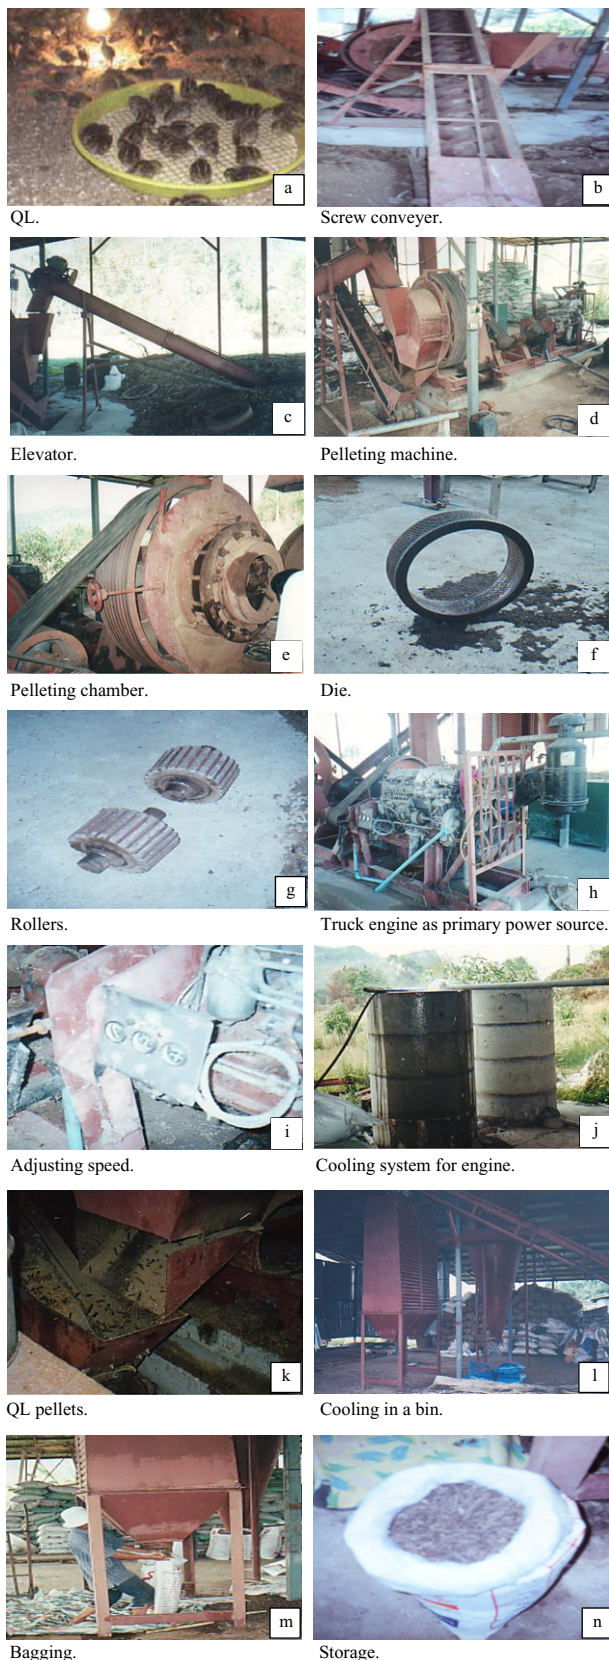 a
b
QL.
Screw conveyer.
c
d
Elevator.
Pelleting machine.
e
f
Pelleting chamber.
Die.
g
h
Rollers.
Truck engine as primary power source.
i
j
Adjusting speed.
Cooling system for engine.
k
l
QL pellets.
Cooling in a bin.
m
n
Bagging.
Storage.